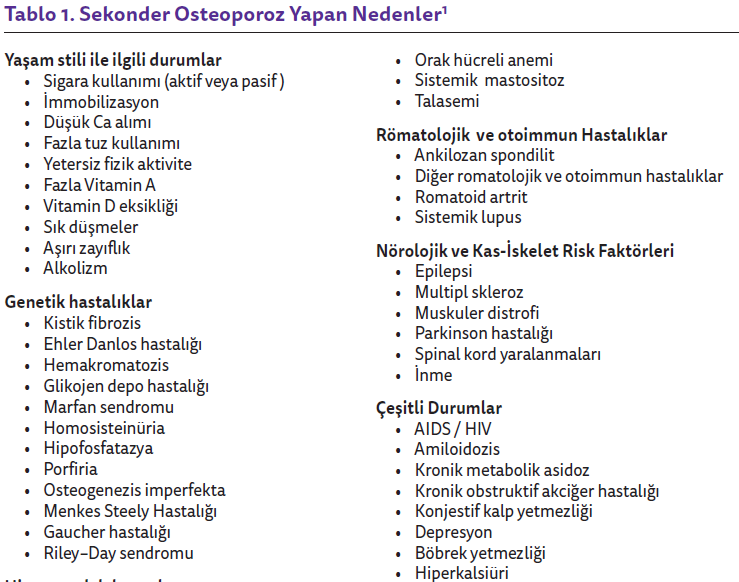 Tablo 1. Sekonder Osteoporoz Yapan Nedenler¹
Yaşam stili ile ilgili durumlar
• Sigara kullanımı (aktif veya pasif)
• İmmobilizasyon
• Düşük Ca alımı
• Fazla tuz kullanımı
• Yetersiz fizik aktivite
• Fazla Vitamin A
• Vitamin D eksikliği
• Sık düşmeler
• Aşırı zayıflık
• Alkolizm
Genetik hastalıklar
• Kistik fibrozis
• Ehler Danlos hastalığı
• Hemakromatozis
• Glikojen depo hastalığı
• Marfan sendromu
• Homosisteinüria
• Hipofosfatazya
• Porfiria
• Osteogenezis imperfekta
• Menkes Steely Hastalığı
• Gaucher hastalığı
• Riley–Day sendromu
• Orak hücreli anemi
• Sistemik mastositoz
• Talasemi
Römatolojik ve otoimmun Hastalıklar
• Ankilozan spondilit
• Diğer romatolojik ve otoimmun hastalıklar
• Romatoid artrit
• Sistemik lupus
Nörolojik ve Kas-İskelet Risk Faktörleri
• Epilepsi
• Multipl skleroz
• Muskuler distrofi
• Parkinson hastalığı
• Spinal kord yaralanmaları
• İnme
Çeşitli Durumlar
• AIDS / HIV
• Amiloidozis
• Kronik metabolik asidoz
• Kronik obstruktif akciğer hastalığı
• Konjestif kalp yetmezliği
• Depresyon
• Böbrek yetmezliği
• Hiperkalsiüri